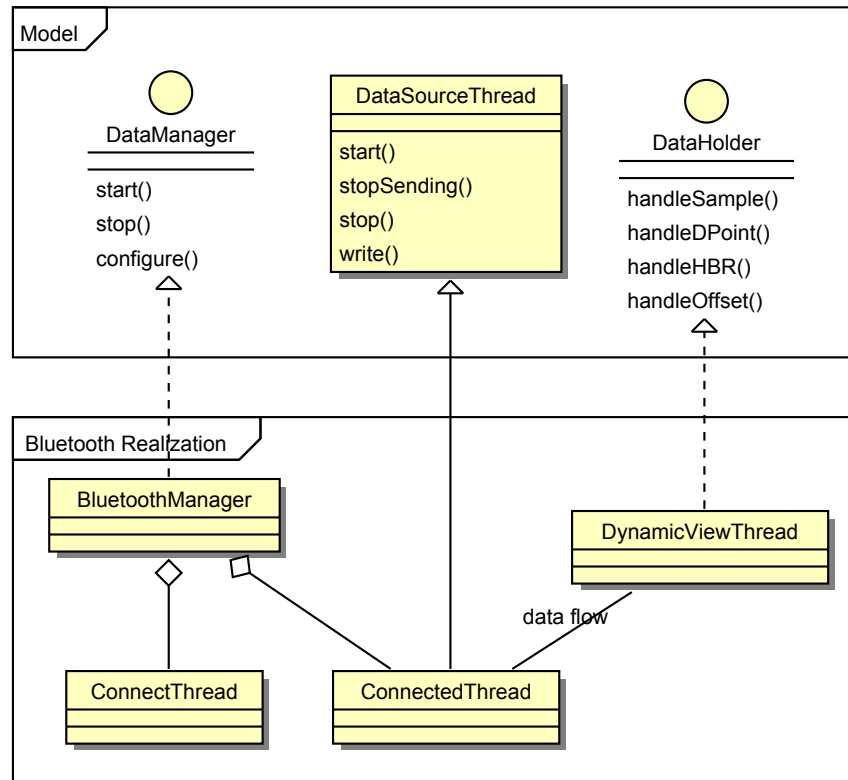 Model
DataManager
start()
stop()
configure()
DataSourceThread
start()
stopSending()
stop()
write()
DataHolder
handleSample()
handleDPoint()
handleHBR()
handleOffset()
Bluetooth Realization
BluetoothManager
DynamicViewThread
data flow
ConnectThread
ConnectedThread